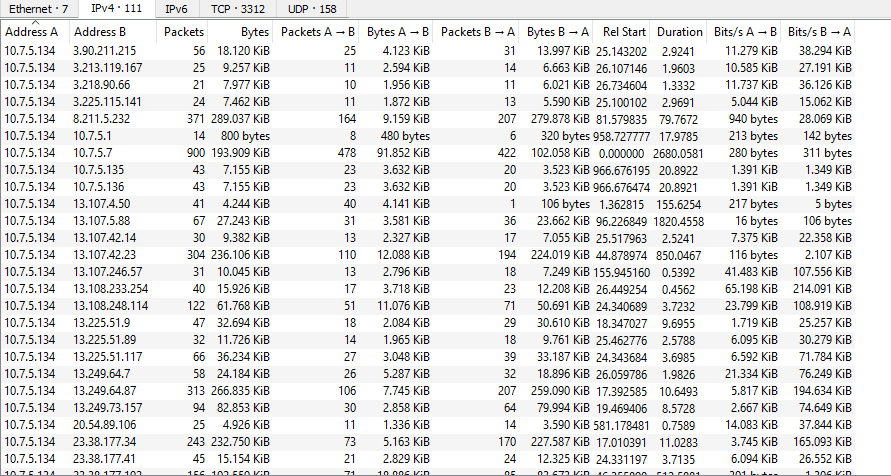 Ethernet · 7 IPv4 · 111 IPv6 TCP · 3312 UDP · 158
Address A Address B Packets Bytes Packets A → B Bytes A → B Packets B → A Bytes B → A Rel Start Duration Bits/s A → B Bits/s B → A
10.7.5.134 3.90.211.215 56 18.120 KiB 25 4.123 KiB 31 13.997 KiB 25.143202 2.9241 11.279 KiB 38.294 KiB
10.7.5.134 3.213.119.167 25 9.257 KiB 11 2.594 KiB 14 6.663 KiB 26.107146 1.9603 10.585 KiB 27.191 KiB
10.7.5.134 3.218.90.66 21 7.977 KiB 10 1.956 KiB 11 6.021 KiB 26.734604 1.3332 11.737 KiB 36.126 KiB
10.7.5.134 3.225.115.141 24 7.462 KiB 11 1.872 KiB 13 5.590 KiB 25.100102 2.9691 5.044 KiB 15.062 KiB
10.7.5.134 8.211.5.232 371 289.037 KiB 164 9.159 KiB 207 279.878 KiB 81.579835 79.7672 940 bytes 28.069 KiB
10.7.5.134 10.7.5.1 14 800 bytes 8 480 bytes 6 320 bytes 958.727777 17.9785 213 bytes 142 bytes
10.7.5.134 10.7.5.7 900 193.909 KiB 478 91.852 KiB 422 102.058 KiB 0.000000 2680.0581 280 bytes 311 bytes
10.7.5.134 10.7.5.135 43 7.155 KiB 23 3.632 KiB 20 3.523 KiB 966.676195 20.8922 1.391 KiB 1.349 KiB
10.7.5.134 10.7.5.136 43 7.155 KiB 23 3.632 KiB 20 3.523 KiB 966.676474 20.8921 1.391 KiB 1.349 KiB
10.7.5.134 13.107.4.50 41 4.244 KiB 40 4.141 KiB 1 106 bytes 1.362815 155.6254 217 bytes 5 bytes
10.7.5.134 13.107.5.88 67 27.243 KiB 31 3.581 KiB 36 23.662 KiB 96.226849 1820.4558 16 bytes 106 bytes
10.7.5.134 13.107.42.14 30 9.382 KiB 13 2.327 KiB 17 7.055 KiB 25.517963 2.5241 7.375 KiB 22.358 KiB
10.7.5.134 13.107.42.23 304 236.106 KiB 110 12.088 KiB 194 224.019 KiB 44.878974 850.0467 116 bytes 2.107 KiB
10.7.5.134 13.107.246.57 31 10.045 KiB 13 2.796 KiB 18 7.249 KiB 155.945160 0.5392 41.483 KiB 107.556 KiB
10.7.5.134 13.108.233.254 40 15.926 KiB 17 3.718 KiB 23 12.208 KiB 26.449254 0.4562 65.198 KiB 214.091 KiB
10.7.5.134 13.108.248.114 122 61.768 KiB 51 11.076 KiB 71 50.691 KiB 24.340689 3.7232 23.799 KiB 108.919 KiB
10.7.5.134 13.225.51.9 47 32.694 KiB 18 2.084 KiB 29 30.610 KiB 18.347027 9.6955 1.719 KiB 25.257 KiB
10.7.5.134 13.225.51.89 32 11.726 KiB 14 1.965 KiB 18 9.761 KiB 25.462776 2.5788 6.095 KiB 30.279 KiB
10.7.5.134 13.225.51.117 66 36.234 KiB 27 3.048 KiB 39 33.187 KiB 24.343684 3.6985 6.592 KiB 71.784 KiB
10.7.5.134 13.249.64.7 58 24.184 KiB 26 5.287 KiB 32 18.896 KiB 26.059786 1.9826 21.334 KiB 76.249 KiB
10.7.5.134 13.249.64.87 313 266.835 KiB 106 7.745 KiB 207 259.090 KiB 17.392585 10.6493 5.817 KiB 194.634 KiB
10.7.5.134 13.249.73.157 94 82.853 KiB 30 2.858 KiB 64 79.994 KiB 19.469406 8.5728 2.667 KiB 74.649 KiB
10.7.5.134 20.54.89.106 25 4.926 KiB 11 1.336 KiB 14 3.590 KiB 581.178481 0.7589 14.083 KiB 37.844 KiB
10.7.5.134 23.38.177.34 243 232.750 KiB 73 5.163 KiB 170 227.587 KiB 17.010391 11.0283 3.745 KiB 165.093 KiB
10.7.5.134 23.38.177.41 45 15.154 KiB 21 2.829 KiB 24 12.325 KiB 24.331197 3.7135 6.094 KiB 26.552 KiB